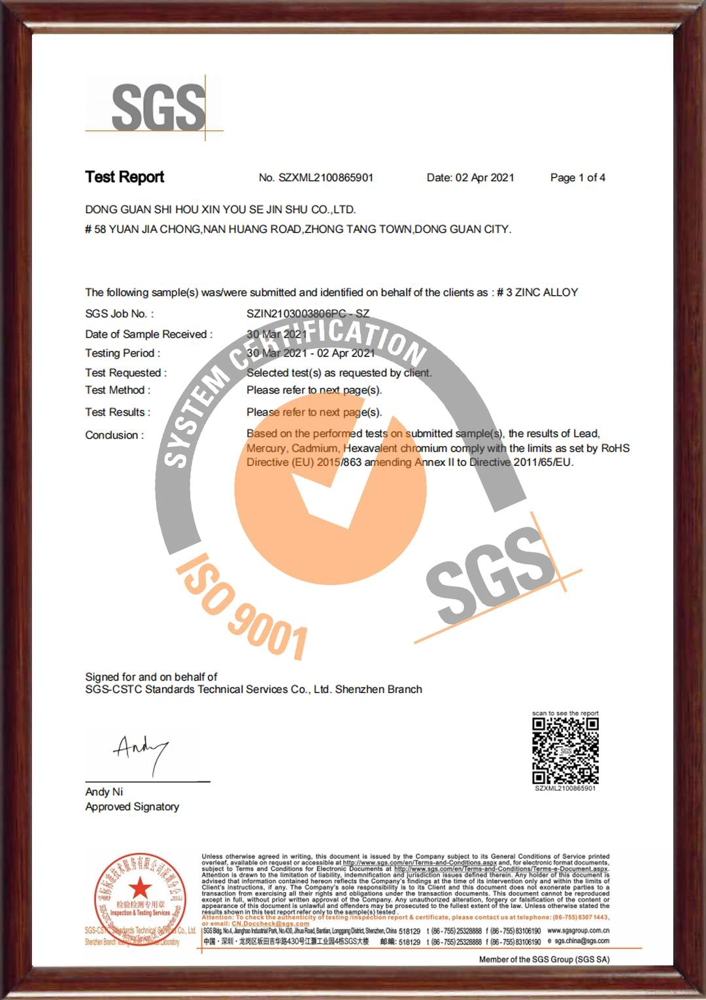 SGS
Test Report No. SZXML2100865901 Date: 02 Apr 2021 Page 1 of 4
DONG GUAN SHI HOU XIN YOU SE JIN SHU CO.,LTD.
# 58 YUAN JIA CHONG,NAN HUANG ROAD,ZHONG TANG TOWN,DONG GUAN CITY.
The following sample(s) was/were submitted and identified on behalf of the clients as : # 3 ZINC ALLOY
SGS Job No. : SZIN2103003806PC - SZ
Date of Sample Received : 30 Mar 2021
Testing Period : 30 Mar 2021 - 02 Apr 2021
Test Requested : Selected test(s) as requested by client.
Test Method : Please refer to next page(s).
Test Results : Please refer to next page(s).
Conclusion : Based on the performed tests on submitted sample(s), the results of Lead,
Mercury, Cadmium, Hexavalent chromium comply with the limits as set by RoHS
Directive (EU) 2015/863 amending Annex II to Directive 2011/65/EU.
SYSTEM CERTIFICATION
ISO 9001
SGS
Signed for and on behalf of
SGS-CSTC Standards Technical Services Co., Ltd. Shenzhen Branch
scan to see the report
SGS
SZXML2100865901
Andy
Andy Ni
Approved Signatory
检验检测专用章
Inspection & Testing Services
Unless otherwise agreed in writing, this document is issued by the Company subject to its General Conditions of Service printed
overleaf, available on request or accessible at http://www.sgs.com/en/Terms-and-Conditions.aspx and, for electronic format documents,
subject to Terms and Conditions for Electronic Documents at http://www.sgs.com/en/Terms-and-Conditions/Terms-e-Document.aspx.
Attention is drawn to the limitation of liability, indemnification and jurisdiction issues defined therein. Any holder of this document is
advised that information contained hereon reflects the Company's findings at the time of its intervention only and within the limits of
Client's instructions, if any. The Company's sole responsibility is to its Client and this document does not exonerate parties to a
transaction from exercising all their rights and obligations under the transaction documents. This document cannot be reproduced
except in full, without prior written approval of the Company. Any unauthorized alteration, forgery or falsification of the content or
appearance of this document is unlawful and offenders may be prosecuted to the fullest extent of the law. Unless otherwise stated the
results shown in this test report refer only to the sample(s) tested .
Attention: To check the authenticity of testing /inspection report & certificate, please contact us at telephone: (86-755) 8307 1443,
or email: CN.Doccheck@sgs.com
SGS Bldg, No.4, Jianghao Industrial Park, No.430, Jihua Road, Bantian, Longgang District, Shenzhen, China 518129 t (86-755) 25328888 f (86-755) 83106190 www.sgsgroup.com.cn
中国·深圳·龙岗区坂田吉华路430号江灏工业园4栋SGS大楼 邮编: 518129 t (86-755) 25328888 f (86-755) 83106190 e sgs.china@sgs.com
Member of the SGS Group (SGS SA)